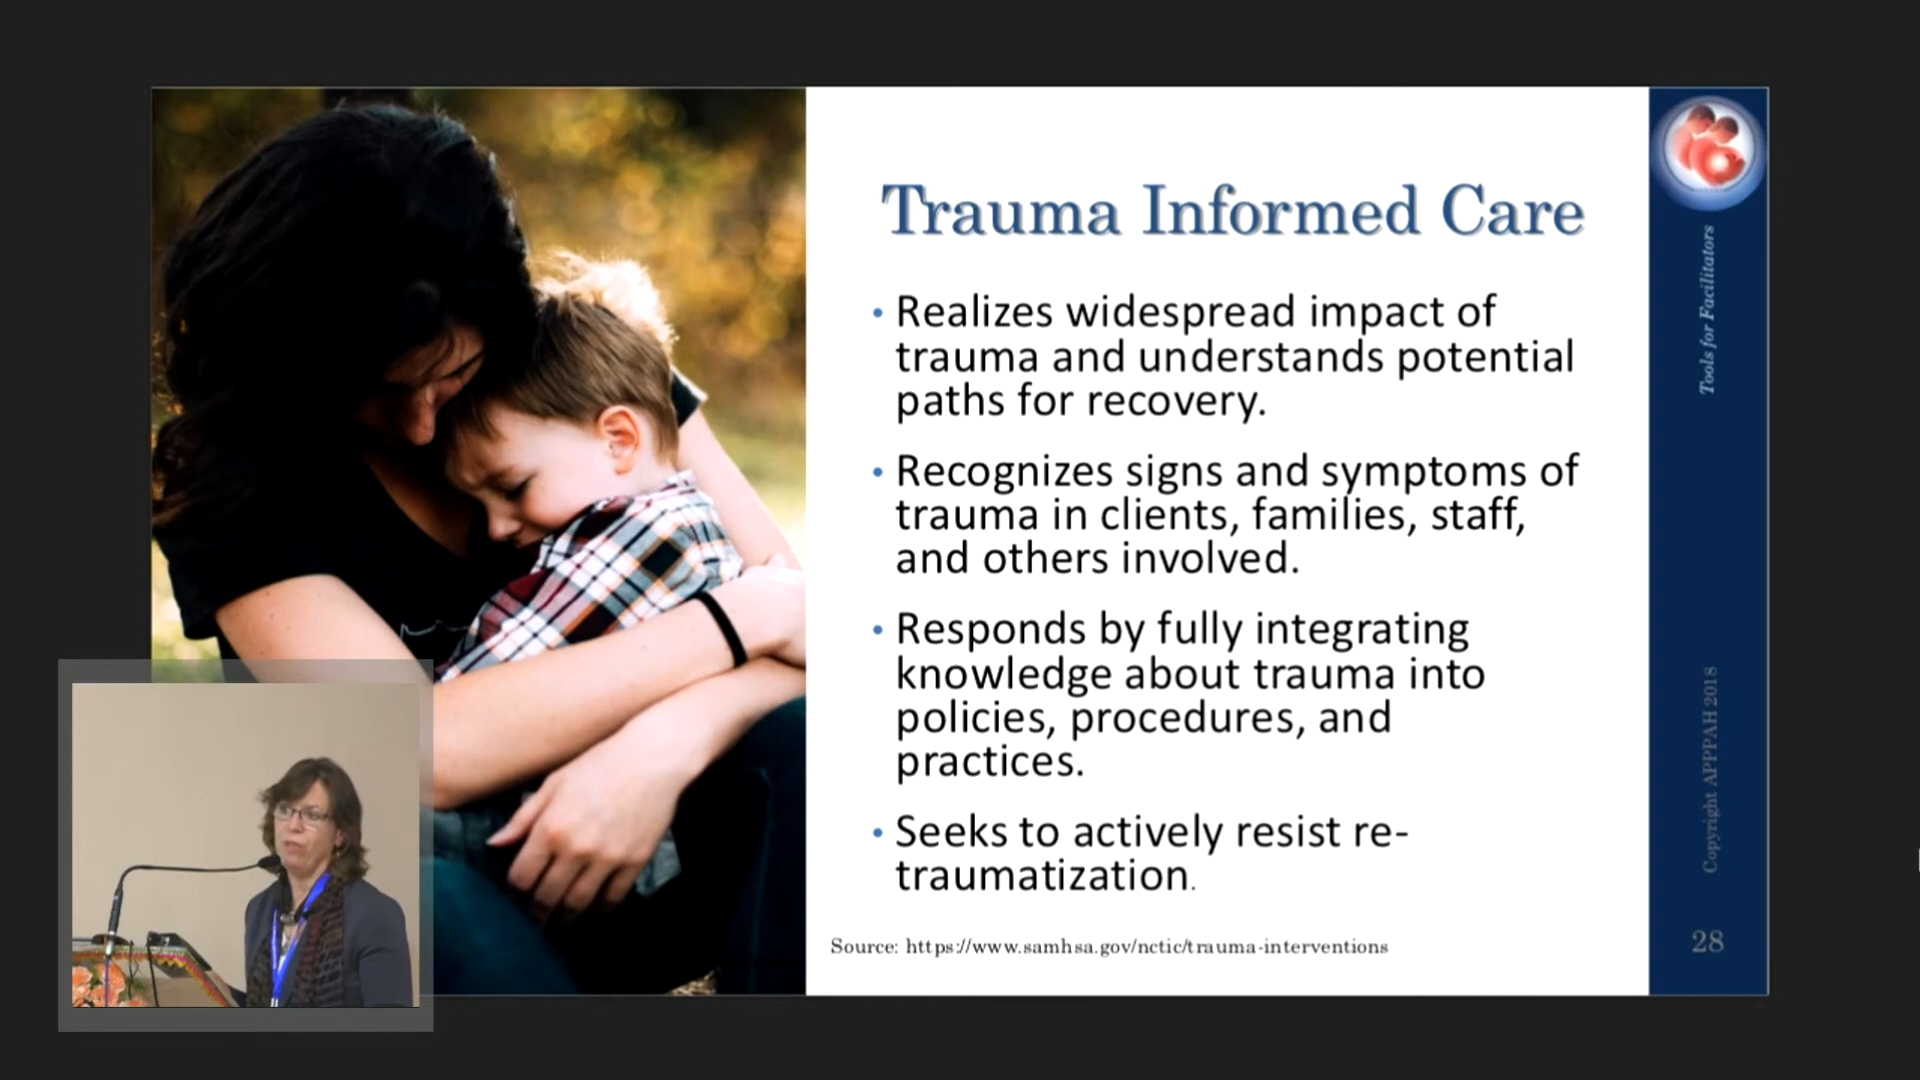 Trauma Informed Care
• Realizes widespread impact of
trauma and understands potential
paths for recovery.
• Recognizes signs and symptoms of
trauma in clients, families, staff,
and others involved.
• Responds by fully integrating
knowledge about trauma into
policies, procedures, and
practices.
• Seeks to actively resist re-
traumatization.
Source: https://www.samhsa.gov/nctic/trauma-interventions
Tools for Facilitators
Copyright APPPAH 2018
28